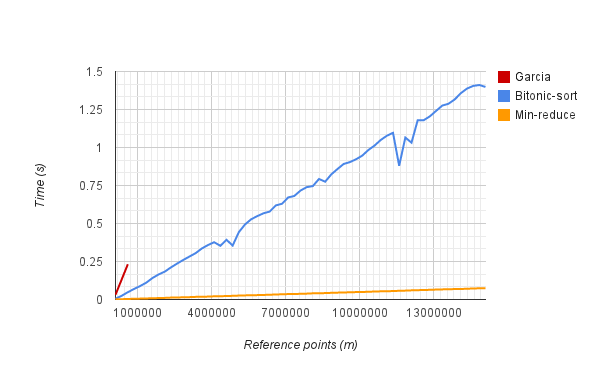 1.5
1.25
1
0.75
0.5
0.25
0
Time (s)
1000000 4000000 7000000 10000000 13000000
Reference points (m)
Garcia
Bitonic-sort
Min-reduce